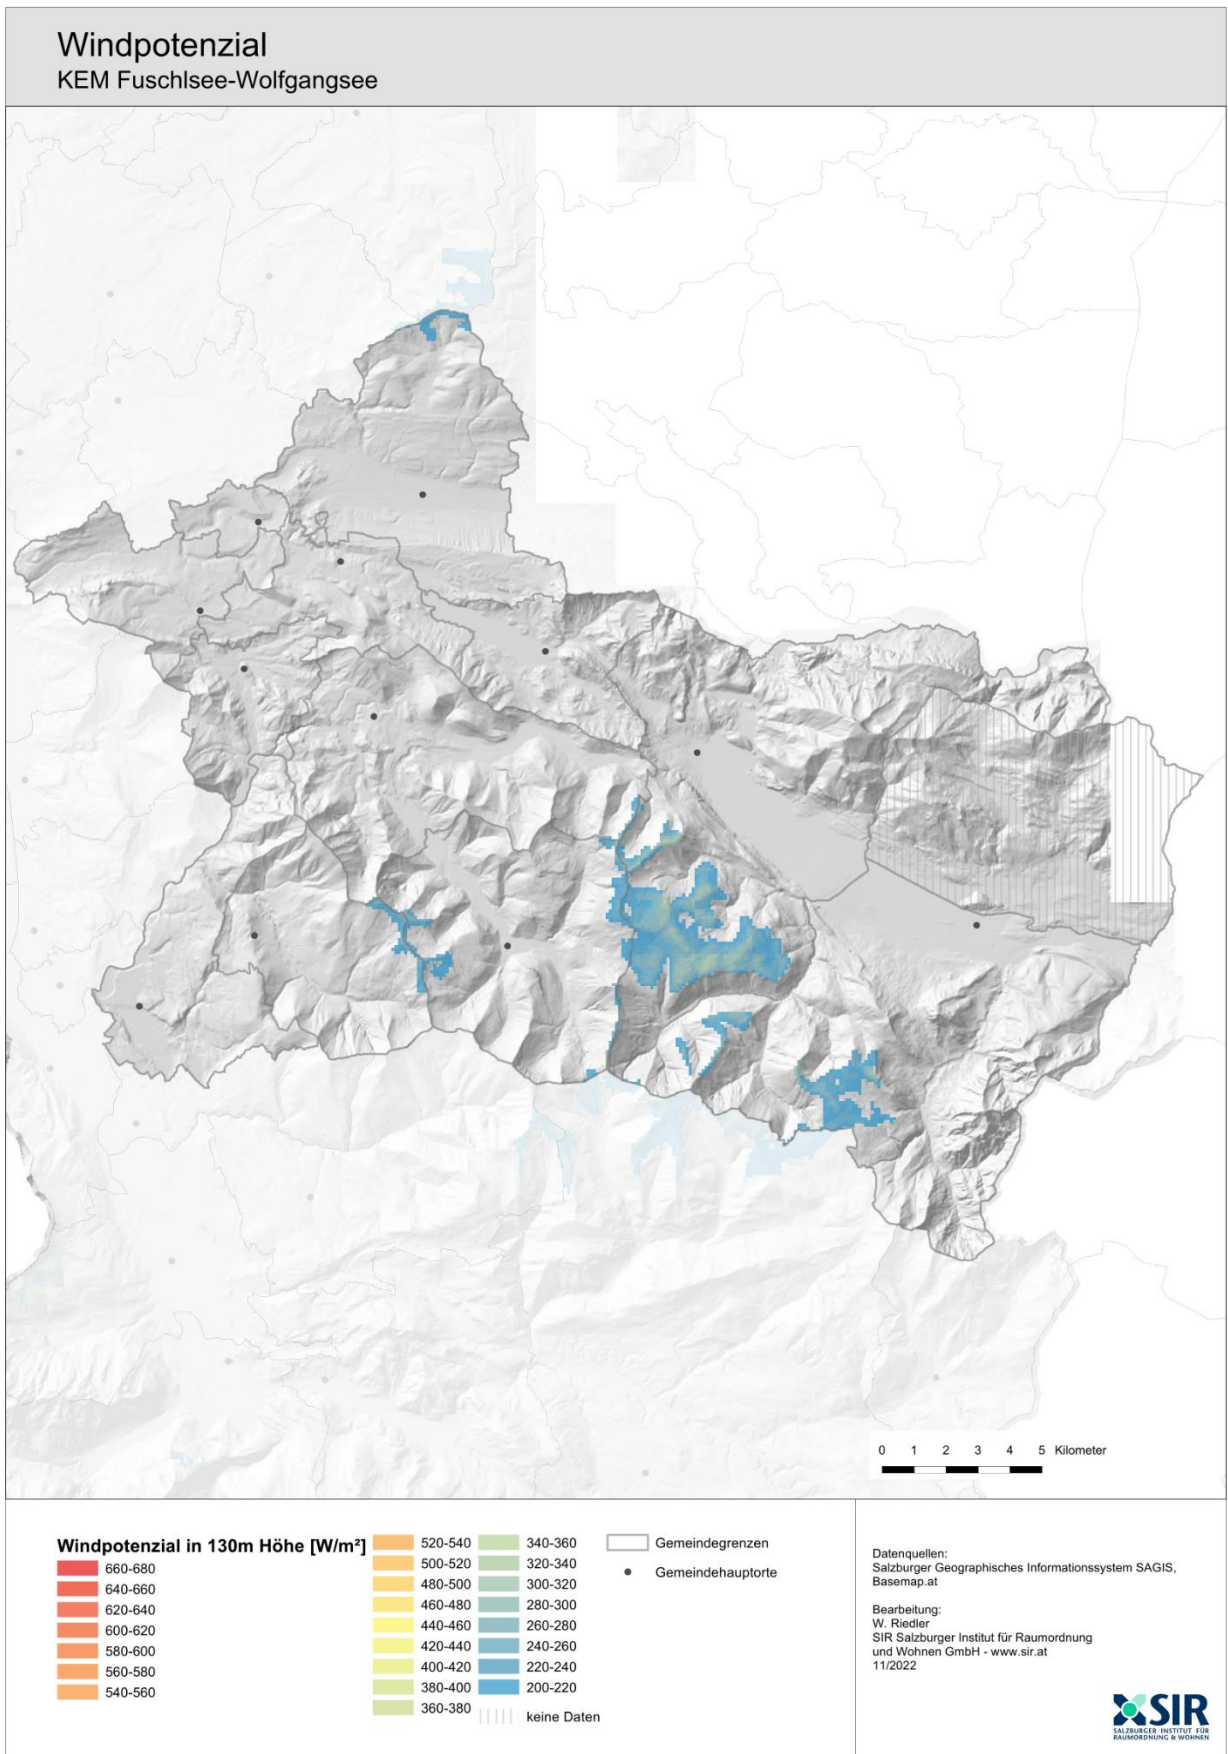 Windpotenzial
KEM Fuschlsee-Wolfgangsee
0 1 2 3 4 5 Kilometer
Windpotenzial in 130m Höhe [W/m²]
660-680
640-660
620-640
600-620
580-600
560-580
540-560
520-540
500-520
480-500
460-480
440-460
420-440
400-420
380-400
360-380
340-360
320-340
300-320
280-300
260-280
240-260
220-240
200-220
keine Daten
Gemeindegrenzen
Gemeindehauptorte
Datenquellen:
Salzburger Geographisches Informationssystem SAGIS,
Basemap.at
Bearbeitung:
W. Riedler
SIR Salzburger Institut für Raumordnung
und Wohnen GmbH - www.sir.at
11/2022
SIR
SALZBURGER INSTITUT FÜR
RAUMORDNUNG & WOHNEN